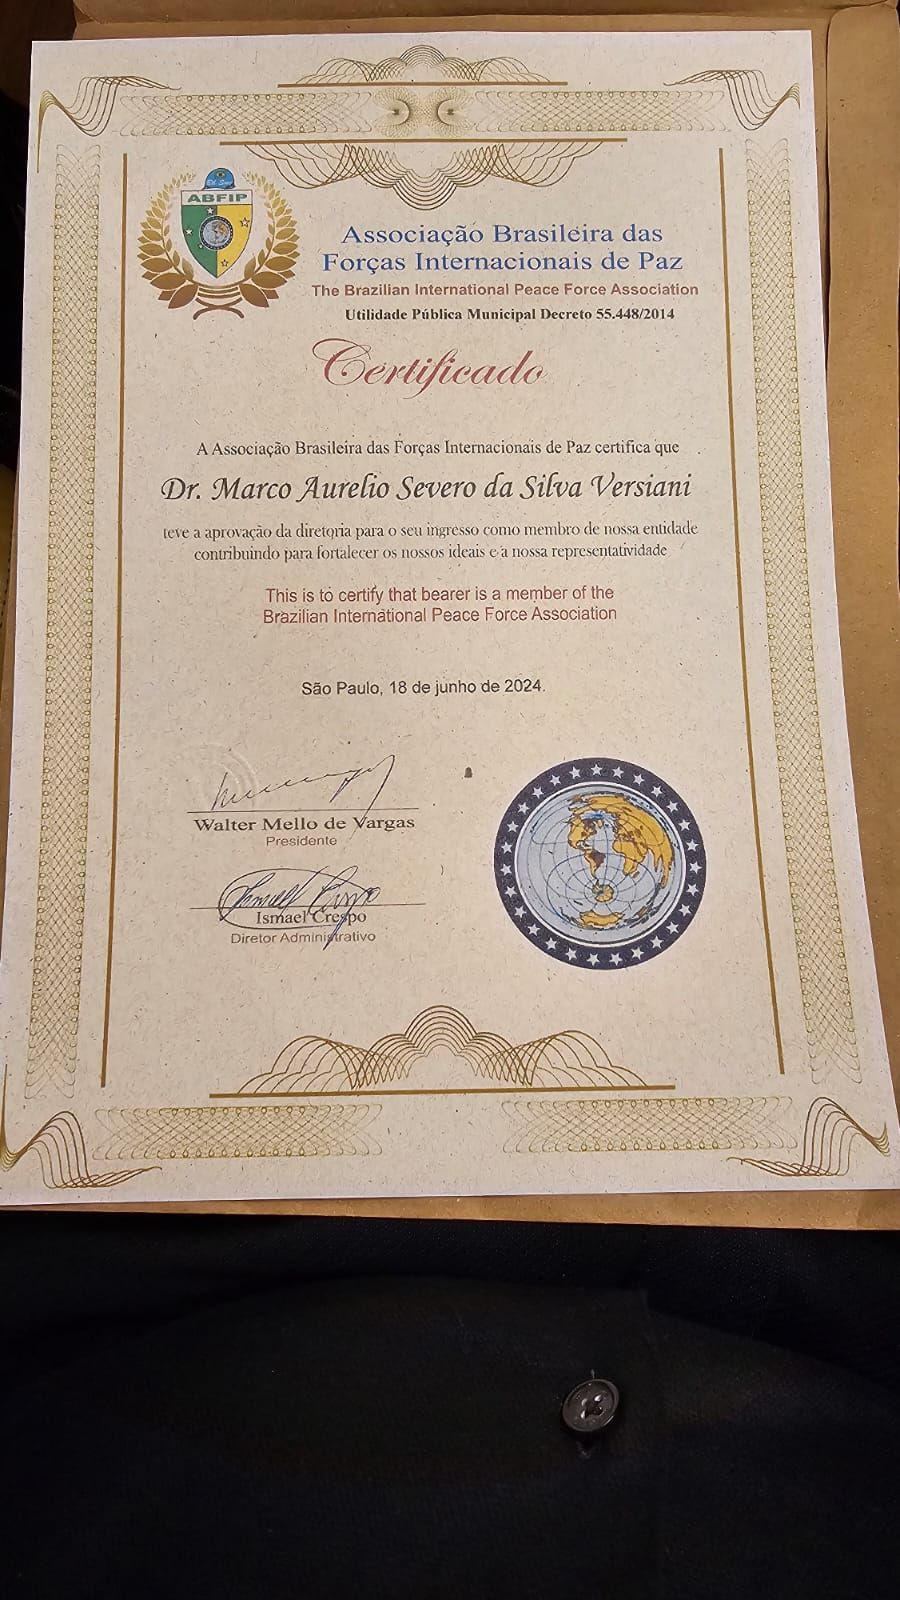 ABFIP
Associação Brasileira das
Forças Internacionais de Paz
The Brazilian International Peace Force Association
Utilidade Pública Municipal Decreto 55.448/2014
Certificado
A Associação Brasileira das Forças Internacionais de Paz certifica que
Dr. Marco Aurelio Severo da Silva Versiani
teve a aprovação da diretoria para o seu ingresso como membro de nossa entidade
contribuindo para fortalecer os nossos ideais e a nossa representatividade
This is to certify that bearer is a member of the
Brazilian International Peace Force Association
São Paulo, 18 de junho de 2024.
Walter Mello de Vargas
Presidente
Ismael Crespo
Ismael Crespo
Diretor Administrativo